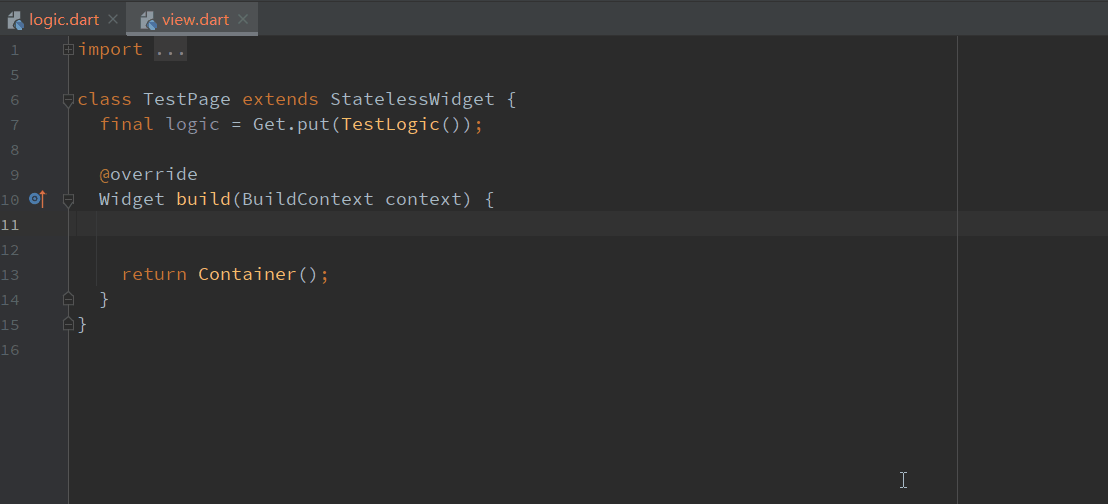 logic.dart view.dart
1 import ...
5
6 class TestPage extends StatelessWidget {
7 final logic = Get.put(TestLogic());
8
9 @override
10 Widget build(BuildContext context) {
11
12
13 return Container();
14 }
15 }
16